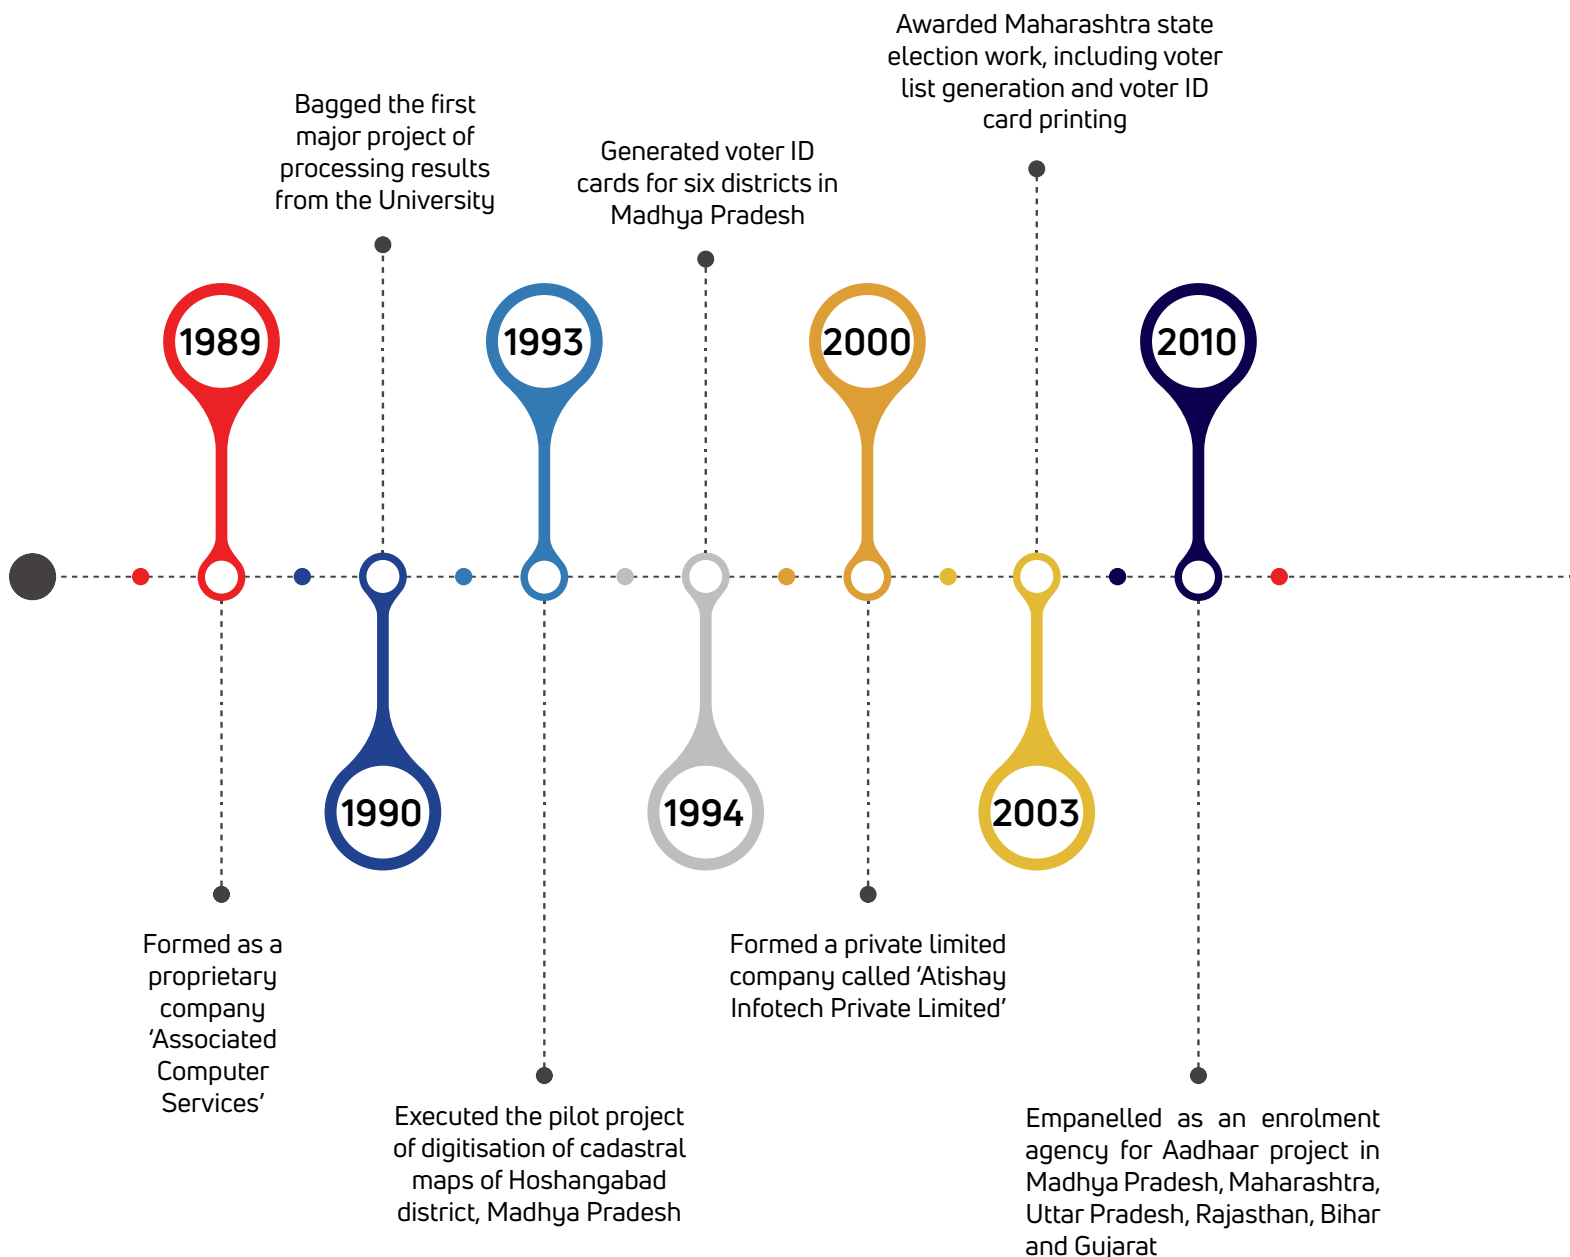 Awarded Maharashtra state
election work, including voter
list generation and voter ID
card printing
Bagged the first
major project of
processing results
from the University
Generated voter ID
cards for six districts in
Madhya Pradesh
1989
1993
2000
2010
1990
1994
2003
Formed as a
proprietary
company
‘Associated
Computer
Services’
Formed a private limited
company called ‘Atishay
Infotech Private Limited’
Executed the pilot project
of digitisation of cadastral
maps of Hoshangabad
district, Madhya Pradesh
Empanelled as an enrolment
agency for Aadhaar project in
Madhya Pradesh, Maharashtra,
Uttar Pradesh, Rajasthan, Bihar
and Gujarat